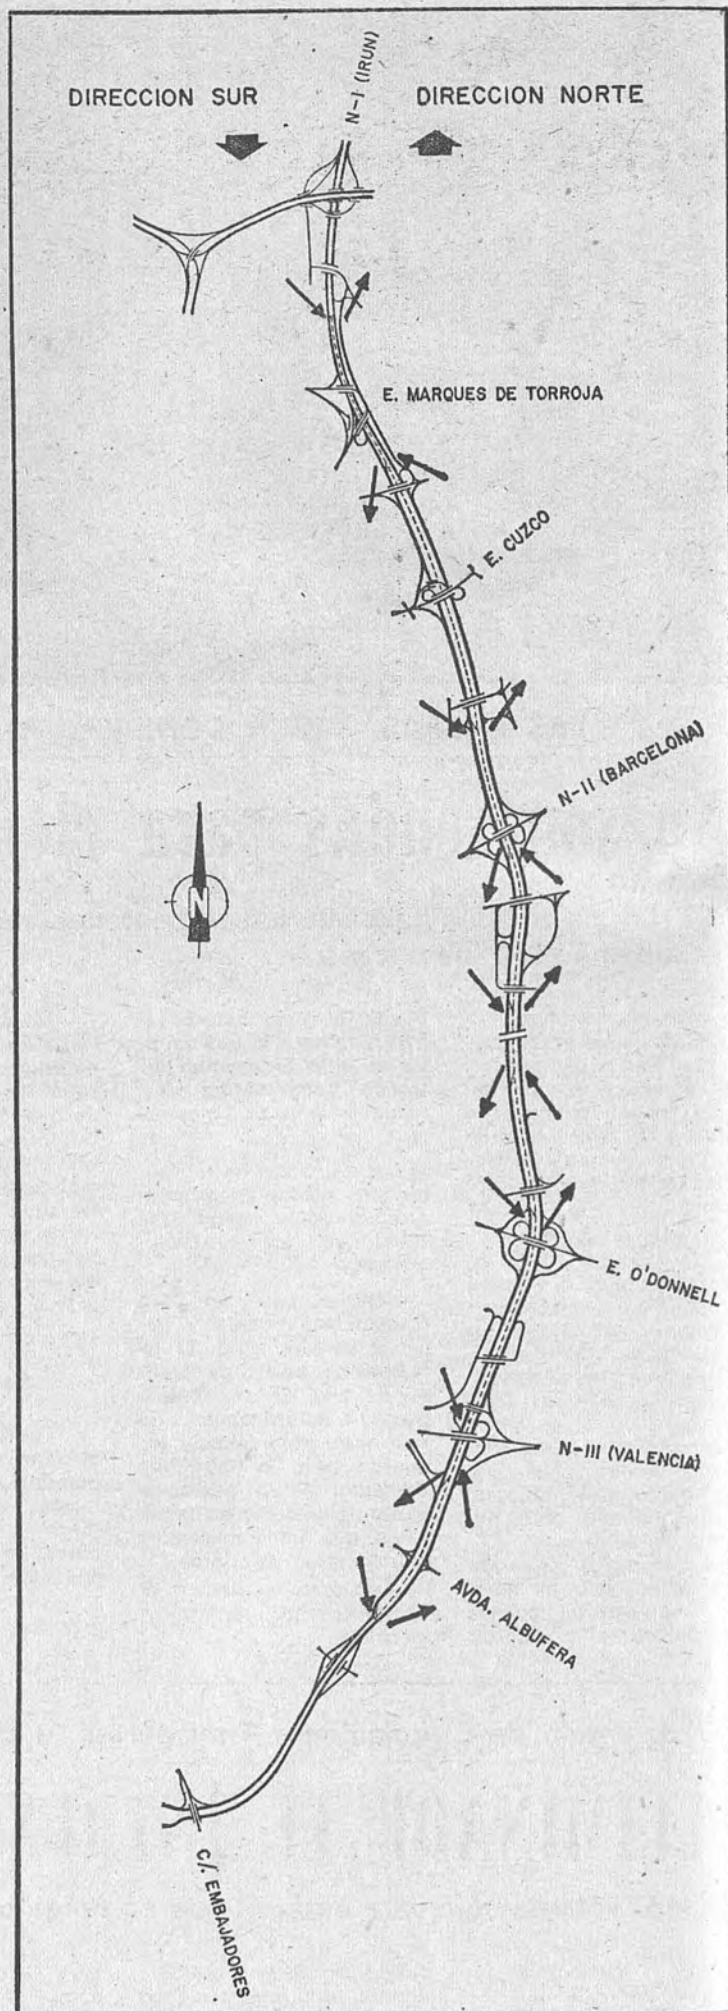 N-I (IRUN)
DIRECCION SUR
DIRECCION NORTE
E. MARQUES DE TORROJA
E. CUZCO
N-II (BARCELONA)
N
E. O'DONNELL
N-III (VALENCIA)
AVDA. ALBUFERA
C/. EMBAJADORES